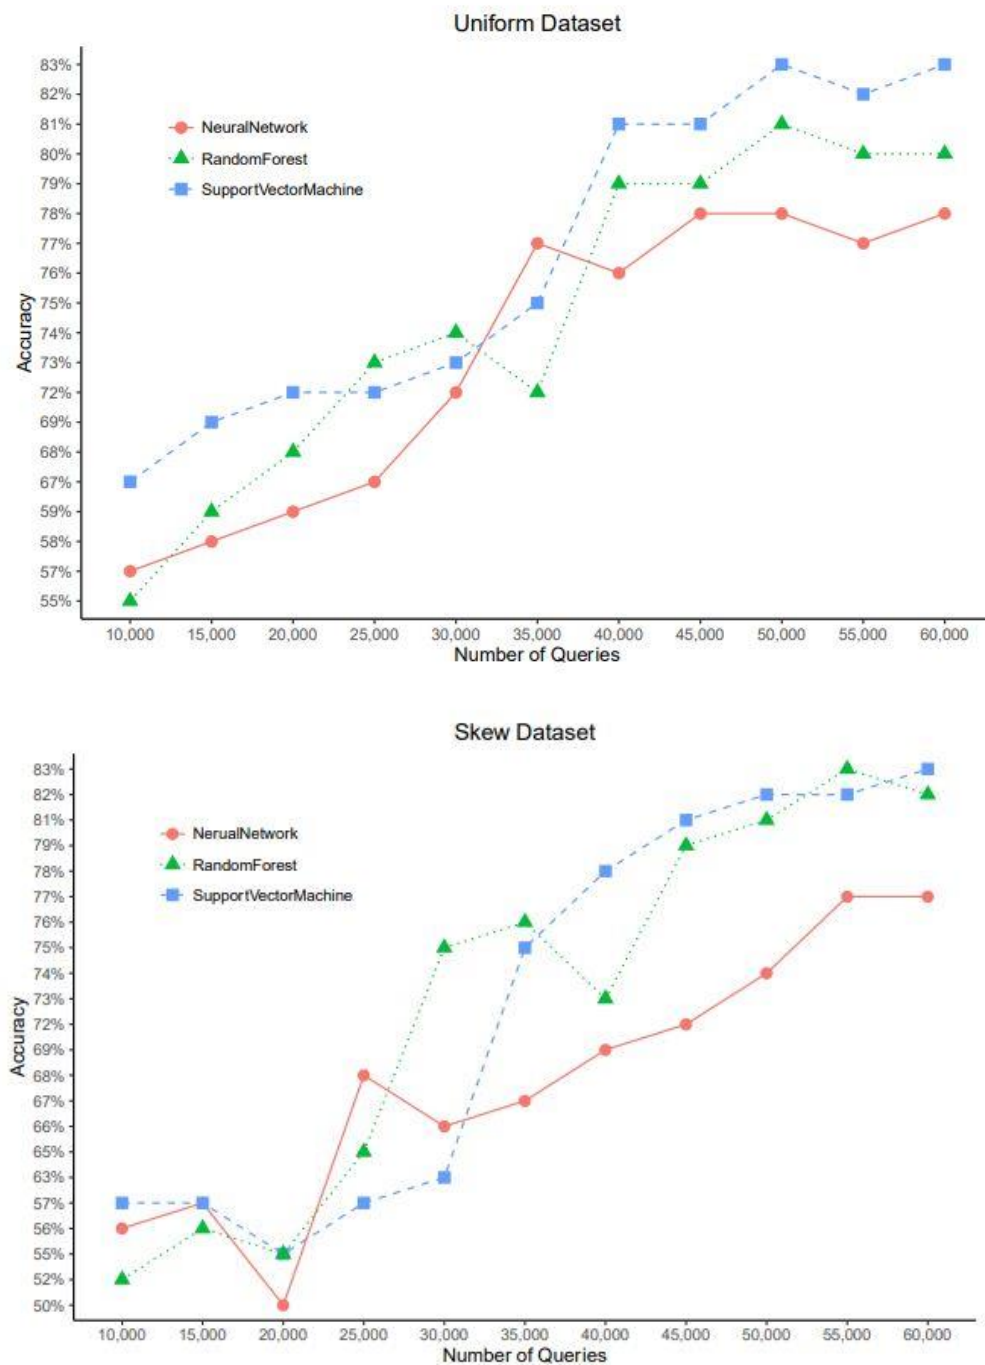 Uniform Dataset
83%
82%
81%
80%
79%
78%
77%
76%
75%
74%
73%
72%
69%
68%
67%
59%
58%
57%
55%
Accuracy
NeuralNetwork
RandomForest
SupportVectorMachine
10,000 15,000 20,000 25,000 30,000 35,000 40,000 45,000 50,000 55,000 60,000
Number of Queries
Skew Dataset
83%
82%
81%
79%
78%
77%
76%
75%
74%
73%
72%
69%
68%
67%
66%
65%
63%
57%
56%
55%
52%
50%
Accuracy
NerualNetwork
RandomForest
SupportVectorMachine
10,000 15,000 20,000 25,000 30,000 35,000 40,000 45,000 50,000 55,000 60,000
Number of Queries